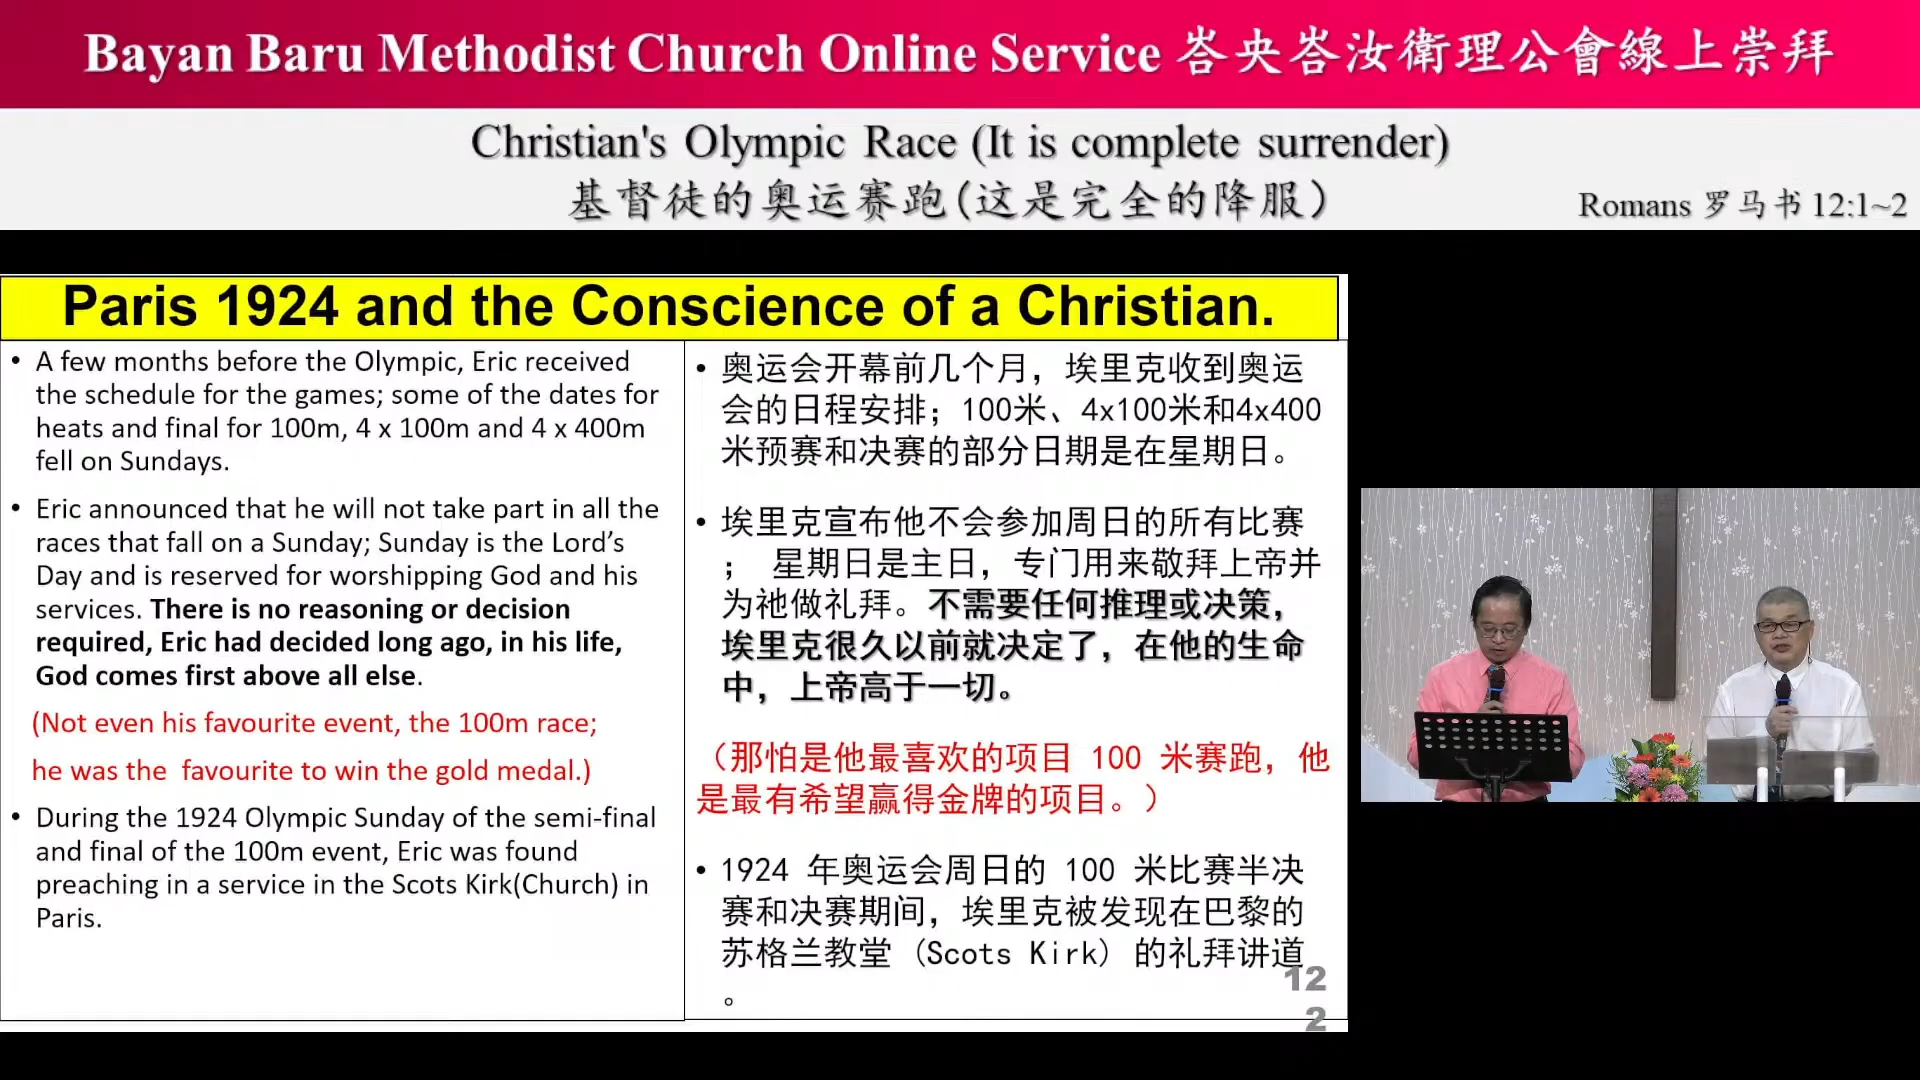 Bayan Baru Methodist Church Online Service 峇央峇汝衛理公會線上崇拜
Christian's Olympic Race (It is complete surrender)
基督徒的奥运赛跑(这是完全的降服)
Romans 罗马书 12:1~2
Paris 1924 and the Conscience of a Christian.
• A few months before the Olympic, Eric received
the schedule for the games; some of the dates for
heats and final for 100m, 4 x 100m and 4 x 400m
fell on Sundays.
• Eric announced that he will not take part in all the
races that fall on a Sunday; Sunday is the Lord’s
Day and is reserved for worshipping God and his
services. There is no reasoning or decision
required, Eric had decided long ago, in his life,
God comes first above all else.
(Not even his favourite event, the 100m race;
he was the  favourite to win the gold medal.)
• During the 1924 Olympic Sunday of the semi-final
and final of the 100m event, Eric was found
preaching in a service in the Scots Kirk(Church) in
Paris.
• 奥运会开幕前几个月，埃里克收到奥运
会的日程安排；100米、4x100米和4x400
米预赛和决赛的部分日期是在星期日。
• 埃里克宣布他不会参加周日的所有比赛
； 星期日是主日，专门用来敬拜上帝并
为祂做礼拜。不需要任何推理或决策，
埃里克很久以前就决定了，在他的生命
中，上帝高于一切。
（那怕是他最喜欢的项目 100 米赛跑，他
是最有希望赢得金牌的项目。）
• 1924 年奥运会周日的 100 米比赛半决
赛和决赛期间，埃里克被发现在巴黎的
苏格兰教堂 (Scots Kirk) 的礼拜讲道
。
12
2